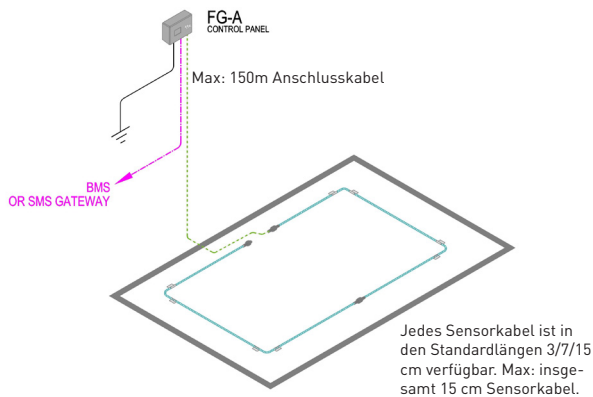 FG-A
CONTROL PANEL
Max: 150m Anschlusskabel
BMS
OR SMS GATEWAY
Jedes Sensorkabel ist in
den Standardlängen 3/7/15
cm verfügbar. Max: insge-
samt 15 cm Sensorkabel.